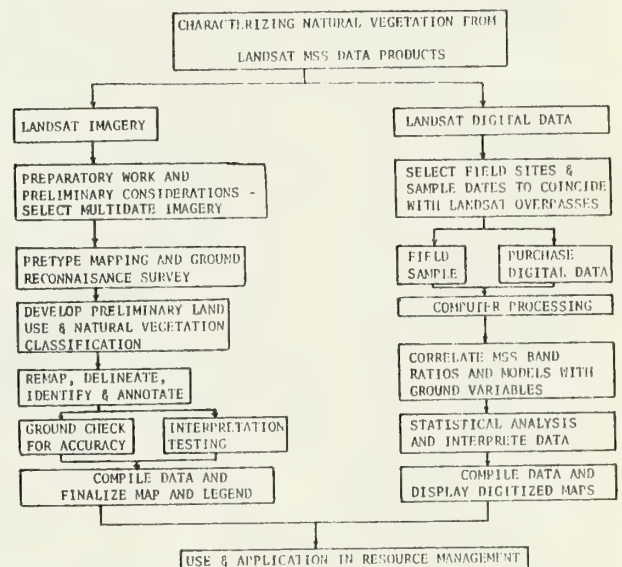 CHARACTERIZING NATURAL VEGETATION FROM
LANDSAT MSS DATA PRODUCTS
LANDSAT IMAGERY
PREPARATORY WORK AND
PRELIMINARY CONSIDERATIONS -
SELECT MULTIDATE IMAGERY
PRETYPE MAPPING AND GROUND
RECONNAISANCE SURVEY
DEVELOP PRELIMINARY LAND
USE & NATURAL VEGETATION
CLASSIFICATION
REMAP, DELINEATE,
IDENTIFY & ANNOTATE
GROUND CHECK
FOR ACCURACY
INTERPRETATION
TESTING
COMPILE DATA AND
FINALIZE MAP AND LEGEND
LANDSAT DIGITAL DATA
SELECT FIELD SITES &
SAMPLE DATES TO COINCIDE
WITH LANDSAT OVERPASSES
FIELD
SAMPLE
PURCHASE
DIGITAL DATA
COMPUTER PROCESSING
CORRELATE MSS BAND
RATIOS AND MODELS WITH
GROUND VARIABLES
STATISTICAL ANALYSIS
AND INTERPRETE DATA
COMPILE DATA AND
DISPLAY DIGITIZED MAPS
USE & APPLICATION IN RESOURCE MANAGEMENT